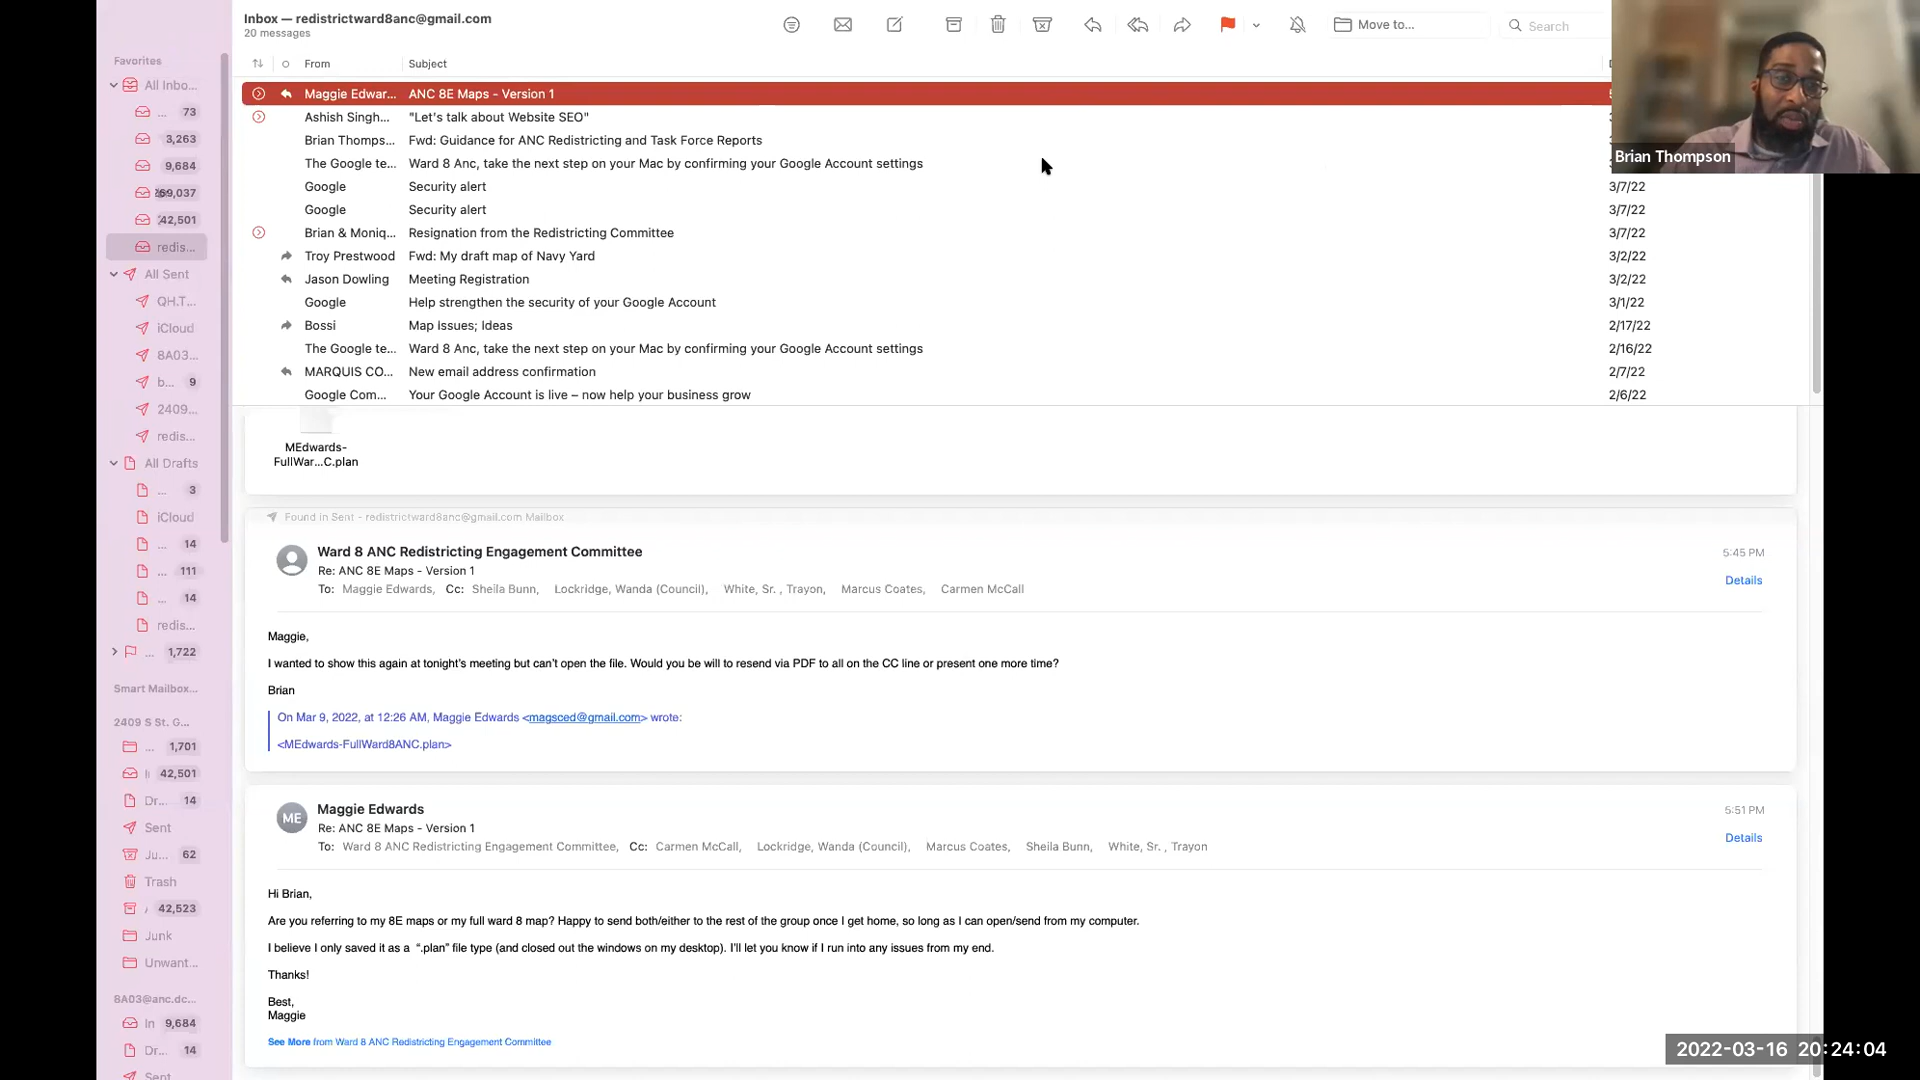 Inbox — redistrictward8anc@gmail.com
20 messages
Move to...
Search
Brian Thompson
Favorites
All Inbo...
... 73
3,263
9,684
69,037
42,501
redis...
All Sent
QH.T...
iCloud
8A03...
b... 9
2409...
redis...
All Drafts
... 3
iCloud
... 14
... 111
... 14
redis...
... 1,722
Smart Mailbox...
2409 S St. G...
... 1,701
42,501
Dr... 14
Sent
Ju... 62
Trash
42,523
Junk
Unwant...
8A03@anc.dc...
In 9,684
Dr... 14
Sent
From Subject
Maggie Edwar... ANC 8E Maps - Version 1
Ashish Singh... "Let's talk about Website SEO"
Brian Thomps... Fwd: Guidance for ANC Redistricting and Task Force Reports
The Google te... Ward 8 Anc, take the next step on your Mac by confirming your Google Account settings
Google Security alert 3/7/22
Google Security alert 3/7/22
Brian & Moniq... Resignation from the Redistricting Committee 3/7/22
Troy Prestwood Fwd: My draft map of Navy Yard 3/2/22
Jason Dowling Meeting Registration 3/2/22
Google Help strengthen the security of your Google Account 3/1/22
Bossi Map Issues; Ideas 2/17/22
The Google te... Ward 8 Anc, take the next step on your Mac by confirming your Google Account settings 2/16/22
MARQUIS CO... New email address confirmation 2/7/22
Google Com... Your Google Account is live – now help your business grow 2/6/22
MEdwards-
FullWar...C.plan
Found in Sent - redistrictward8anc@gmail.com Mailbox
Ward 8 ANC Redistricting Engagement Committee 5:45 PM
Re: ANC 8E Maps - Version 1 Details
To: Maggie Edwards, Cc: Sheila Bunn, Lockridge, Wanda (Council), White, Sr. , Trayon, Marcus Coates, Carmen McCall
Maggie,
I wanted to show this again at tonight's meeting but can't open the file. Would you be will to resend via PDF to all on the CC line or present one more time?
Brian
On Mar 9, 2022, at 12:26 AM, Maggie Edwards <magsced@gmail.com> wrote:
<MEdwards-FullWard8ANC.plan>
ME
Maggie Edwards 5:51 PM
Re: ANC 8E Maps - Version 1 Details
To: Ward 8 ANC Redistricting Engagement Committee, Cc: Carmen McCall, Lockridge, Wanda (Council), Marcus Coates, Sheila Bunn, White, Sr. , Trayon
Hi Brian,
Are you referring to my 8E maps or my full ward 8 map? Happy to send both/either to the rest of the group once I get home, so long as I can open/send from my computer.
I believe I only saved it as a ".plan" file type (and closed out the windows on my desktop). I'll let you know if I run into any issues from my end.
Thanks!
Best,
Maggie
See More from Ward 8 ANC Redistricting Engagement Committee
2022-03-16 20:24:04